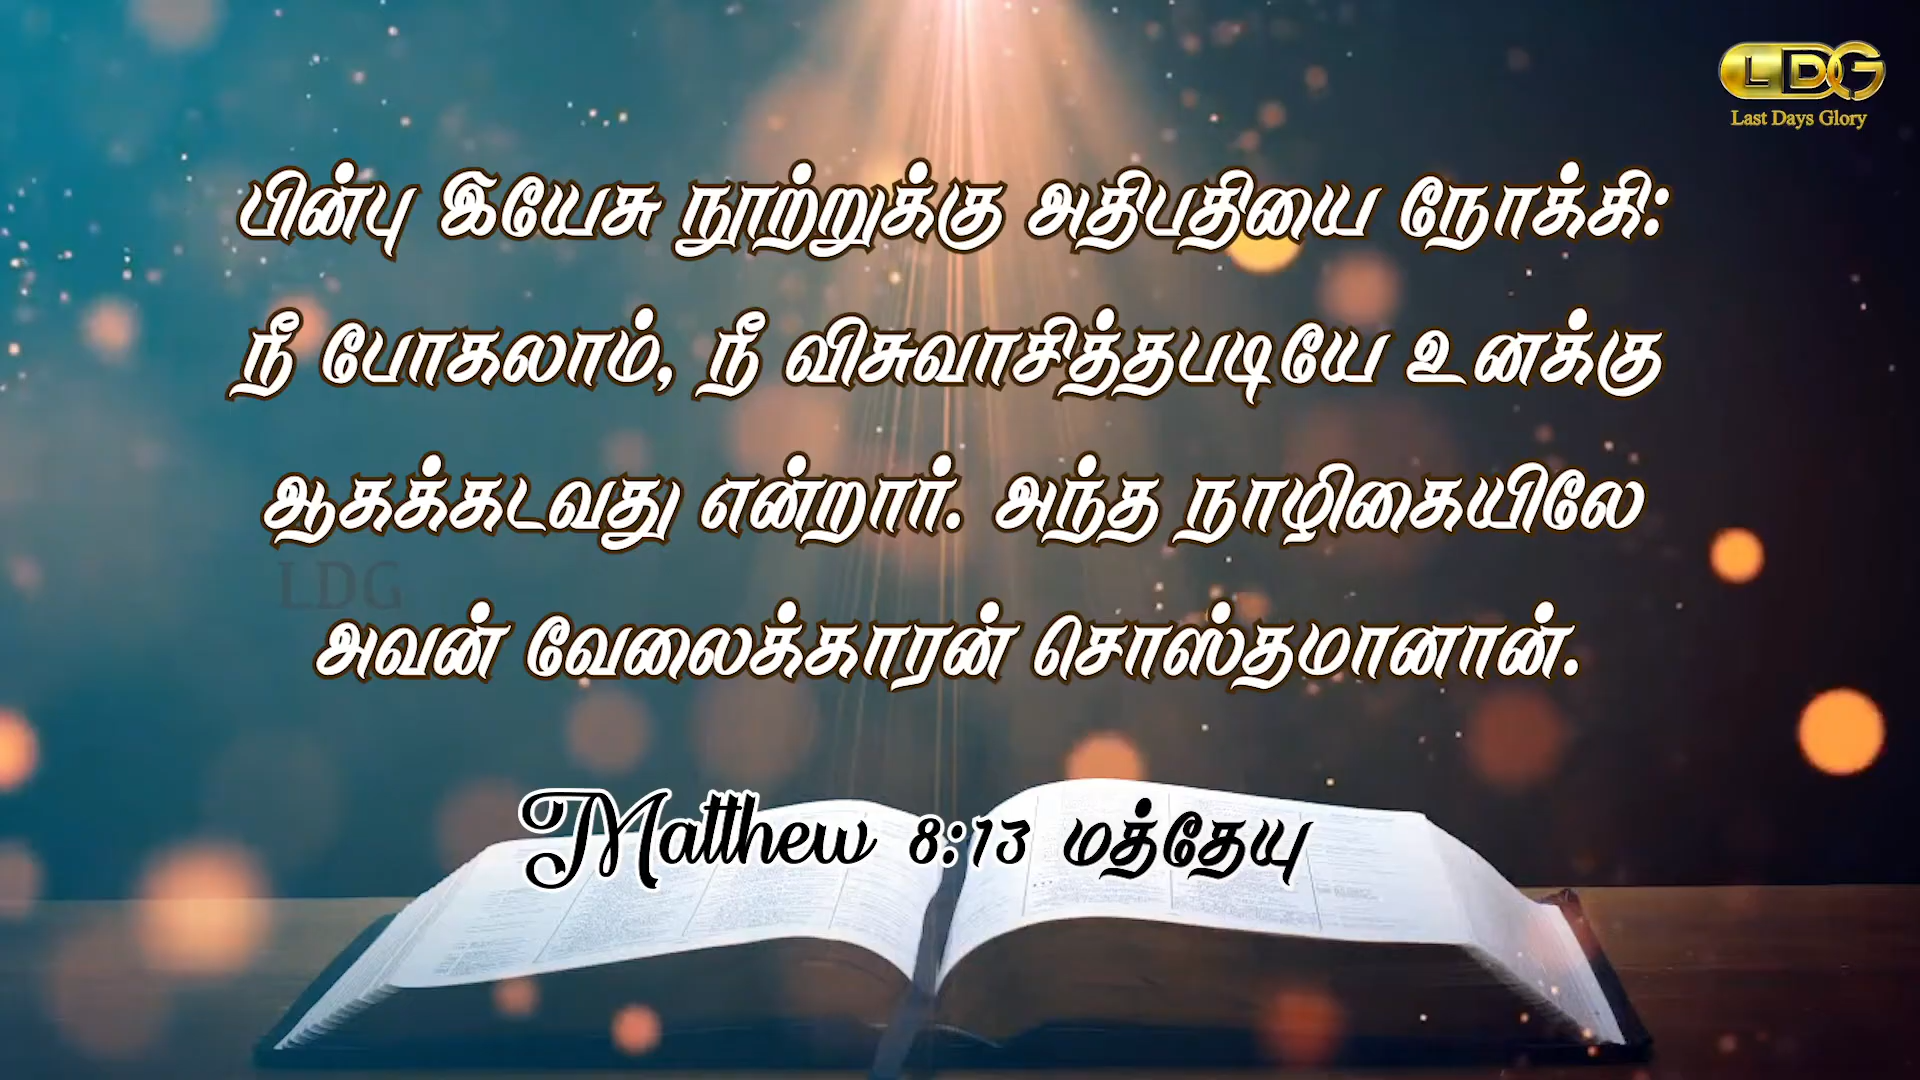 LDG
Last Days Glory
பின்பு இயேசு நூற்றுக்கு அதிபதியை நோக்கி:
நீ போகலாம், நீ விசுவாசித்தபடியே உனக்கு
ஆகக்கடவது என்றார். அந்த நாழிகையிலே
LDG
அவன் வேலைக்காரன் சொஸ்தமானான்.
Matthew 8:13 மத்தேயு